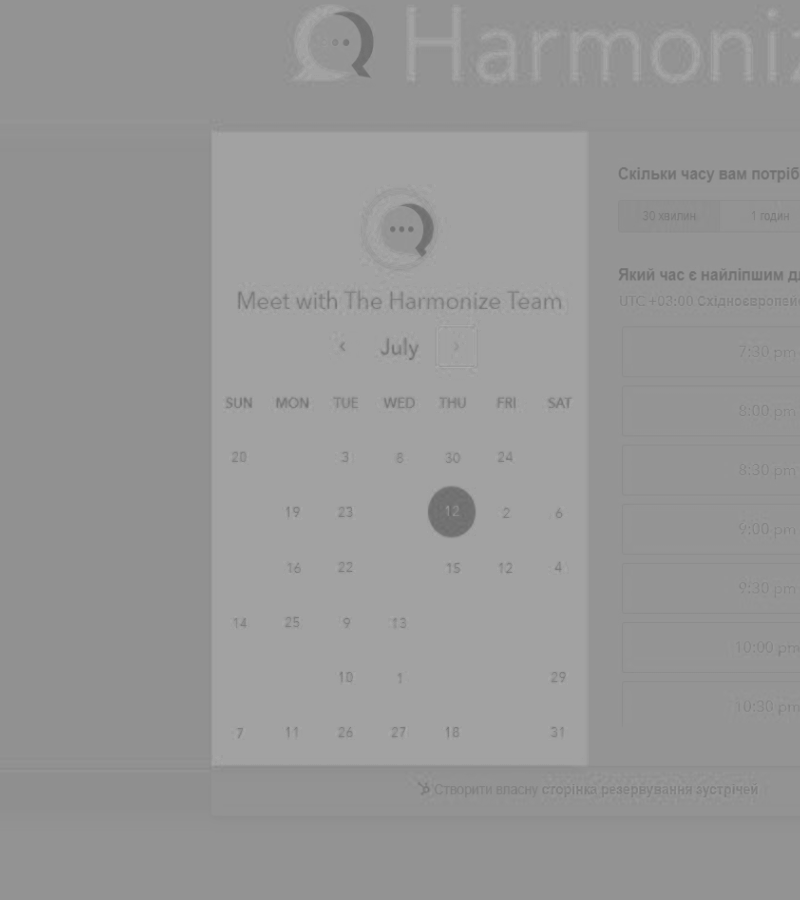 Harmoniz
Meet with The Harmonize Team
‹ July ›
SUN MON TUE WED THU FRI SAT
20 3 8 30 24
19 23 12 2 6
16 22 15 12 4
14 25 9 13
10 1 29
7 11 26 27 18 31
Скільки часу вам потріб
30 хвилин 1 годин
Який час є найліпшим д
UTC +03:00 Східноєвропей
7:30 pm
8:00 pm
8:30 pm
9:00 pm
9:30 pm
10:00 pm
10:30 pm
Створити власну сторінка резервування зустрічей